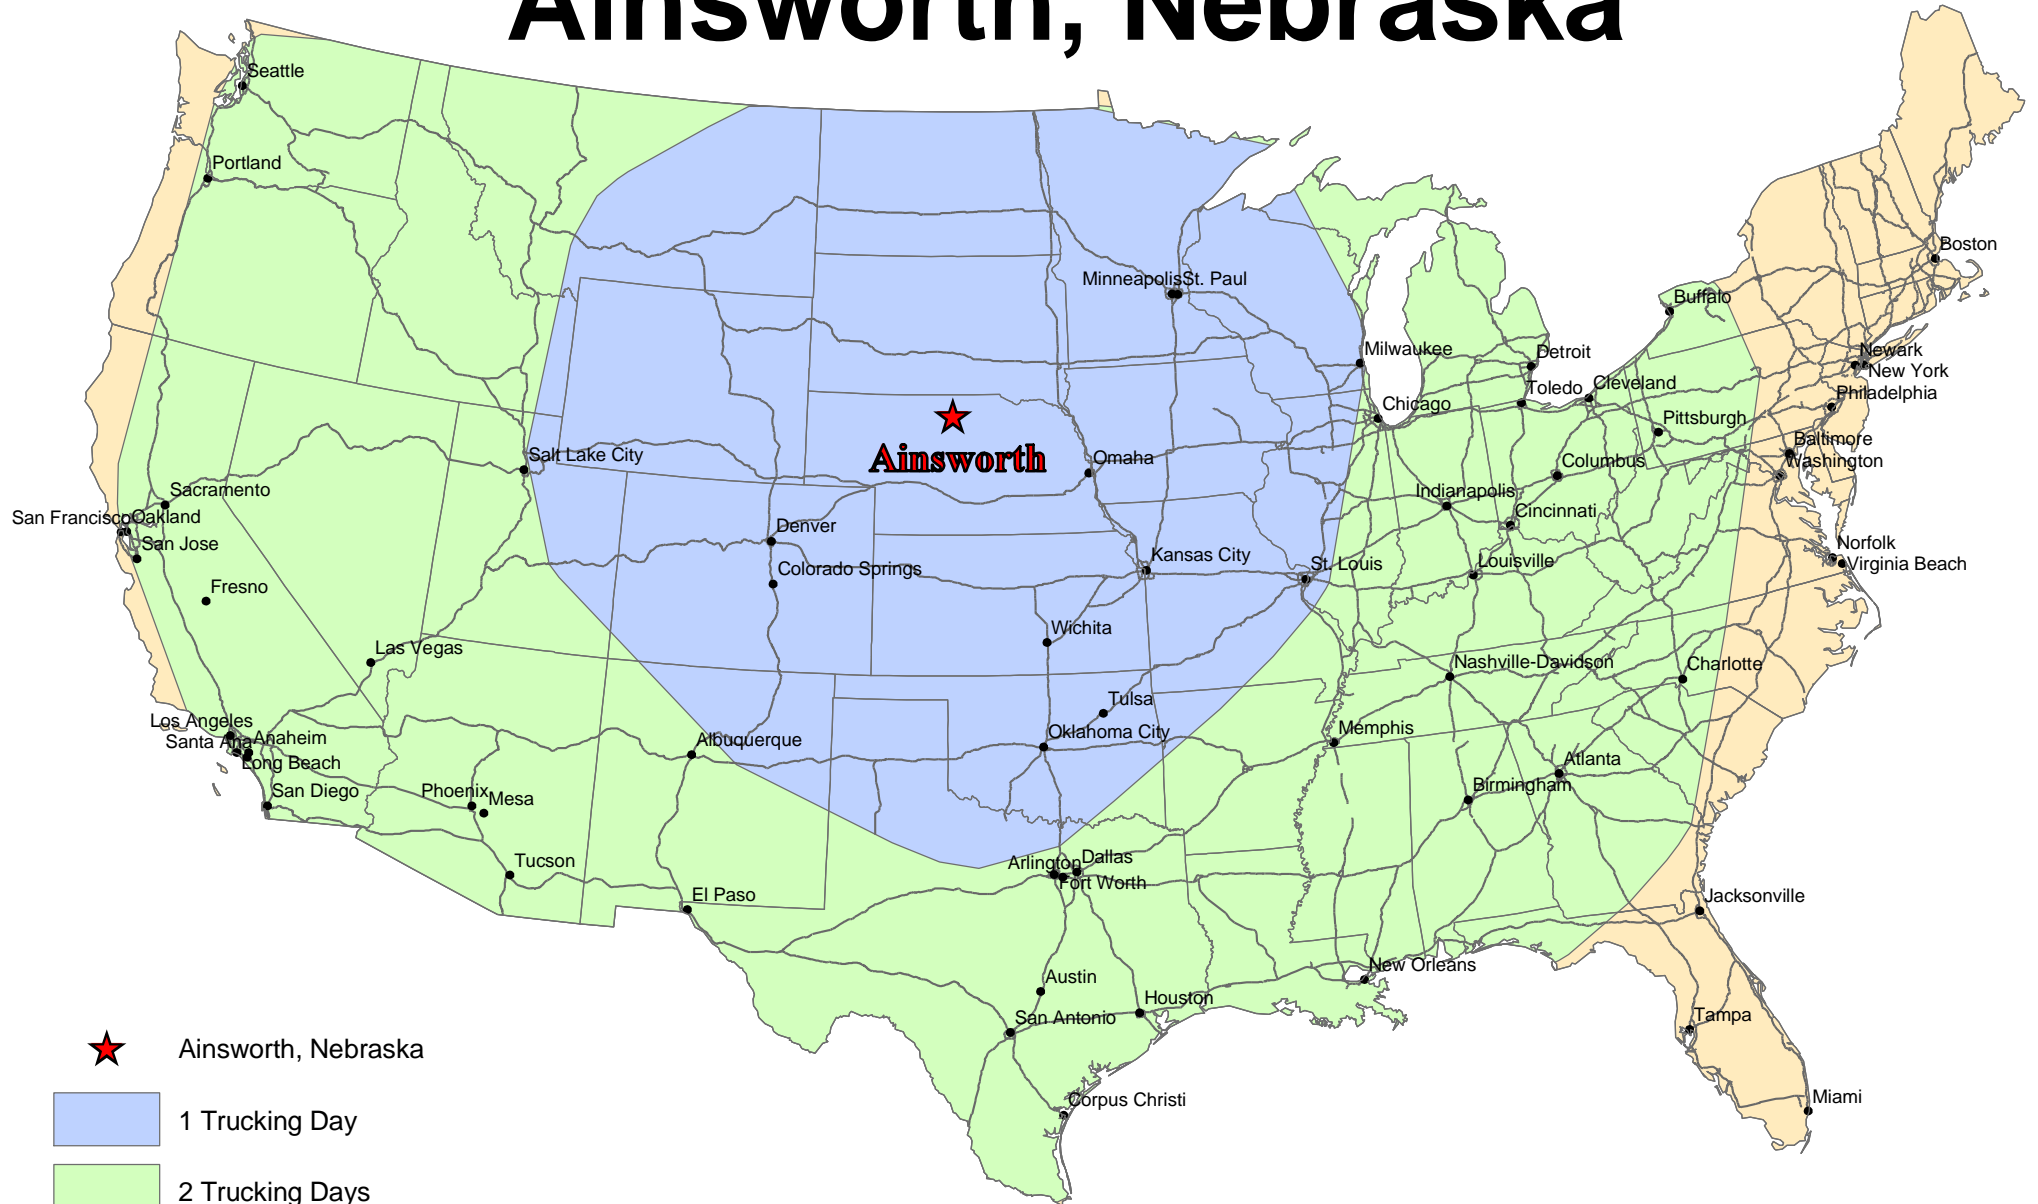 Ainsworth, Nebraska
Seattle
Portland
Boston
MinneapolisSt. Paul
Buffalo
Milwaukee
Detroit
Newark
New York
Toledo
Cleveland
Philadelphia
Chicago
Pittsburgh
Ainsworth
Baltimore
Washington
Salt Lake City
Omaha
Columbus
Sacramento
Indianapolis
San Francisco
Oakland
Cincinnati
Denver
San Jose
Norfolk
Kansas City
Virginia Beach
St. Louis
Louisville
Colorado Springs
Fresno
Wichita
Las Vegas
Nashville-Davidson
Charlotte
Tulsa
Los Angeles
Memphis
Oklahoma City
Santa Ana
Anaheim
Albuquerque
Long Beach
Atlanta
San Diego
Phoenix
Mesa
Birmingham
Tucson
Arlington
Dallas
Fort Worth
El Paso
Jacksonville
New Orleans
Austin
Houston
San Antonio
Tampa
Ainsworth, Nebraska
Corpus Christi
Miami
1 Trucking Day
2 Trucking Days